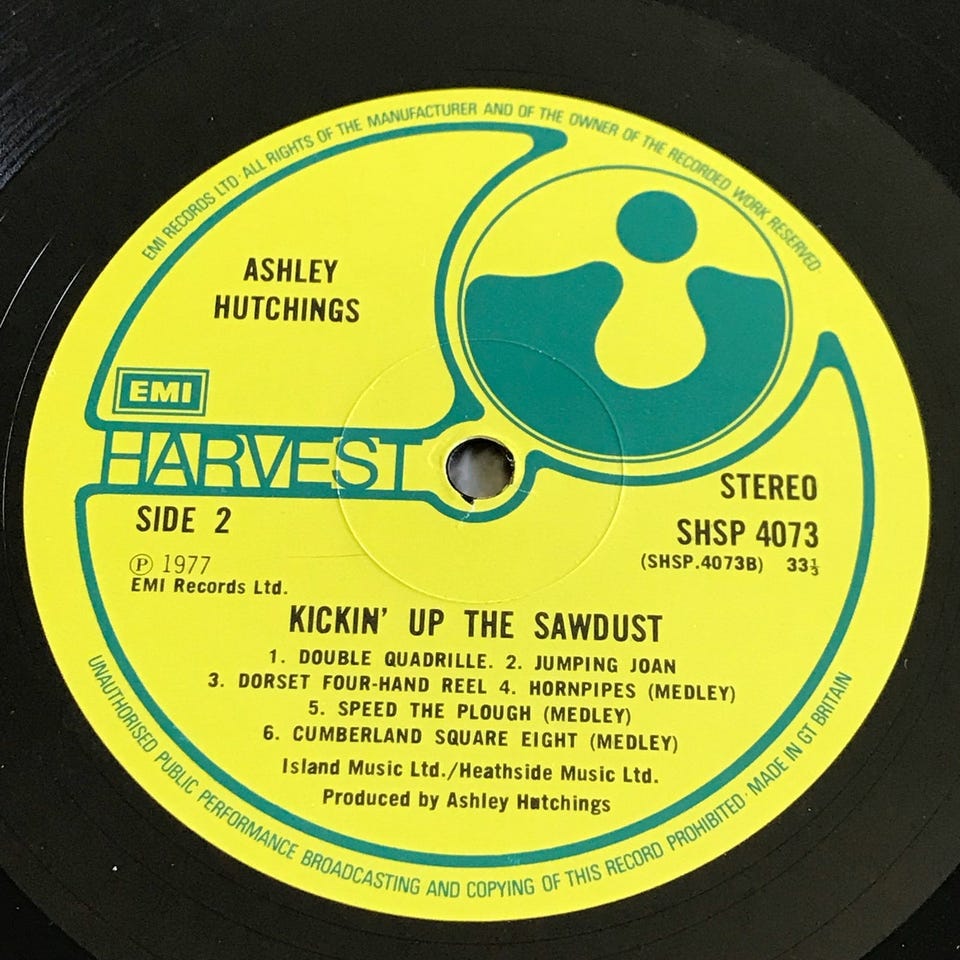 EMI RECORDS LTD · ALL RIGHTS OF THE MANUFACTURER AND OF THE OWNER OF THE RECORDED WORK RESERVED
ASHLEY
HUTCHINGS
EMI
HARVEST
STEREO
SIDE 2
SHSP 4073
(SHSP.4073B) 33⅓
Ⓟ 1977
EMI Records Ltd.
KICKIN' UP THE SAWDUST
1. DOUBLE QUADRILLE. 2. JUMPING JOAN
3. DORSET FOUR-HAND REEL 4. HORNPIPES (MEDLEY)
5. SPEED THE PLOUGH (MEDLEY)
6. CUMBERLAND SQUARE EIGHT (MEDLEY)
Island Music Ltd./Heathside Music Ltd.
Produced by Ashley Hutchings
UNAUTHORISED PUBLIC PERFORMANCE BROADCASTING AND COPYING OF THIS RECORD PROHIBITED · MADE IN GT BRITAIN